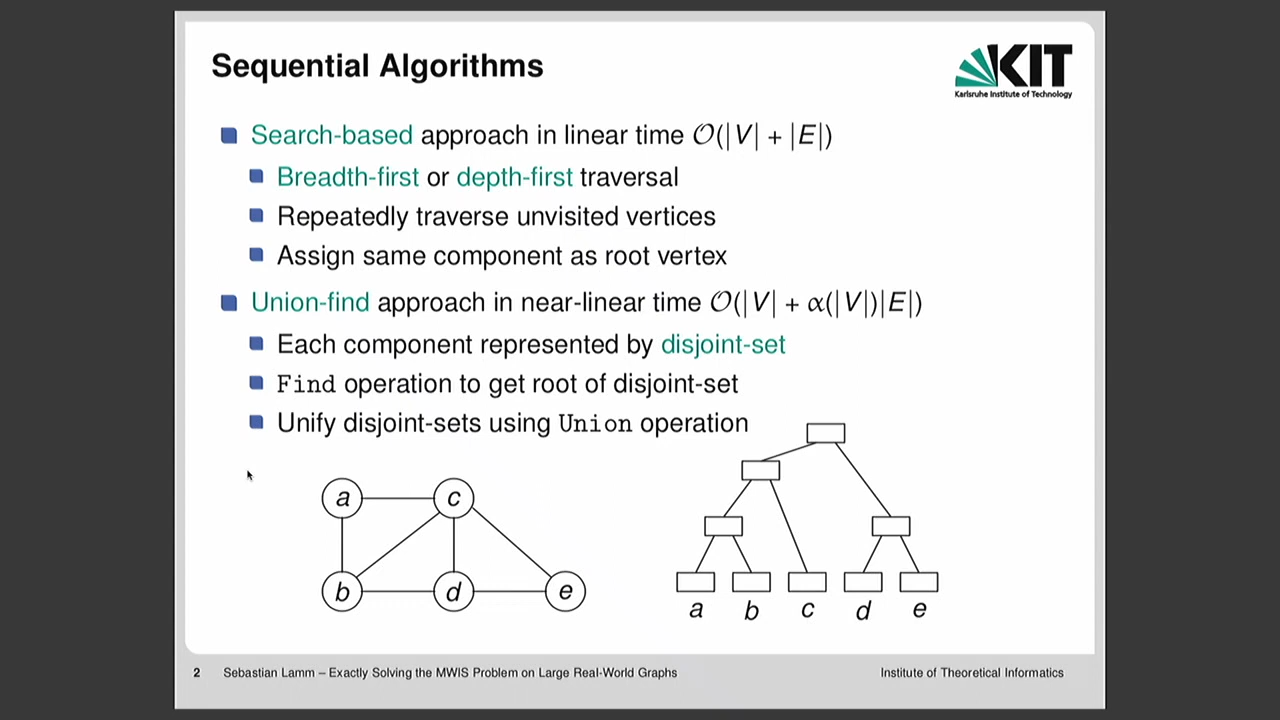 Sequential Algorithms
KIT
Karlsruhe Institute of Technology
Search-based approach in linear time 𝒪(|V| + |E|)
Breadth-first or depth-first traversal
Repeatedly traverse unvisited vertices
Assign same component as root vertex
Union-find approach in near-linear time 𝒪(|V| + α(|V|)|E|)
Each component represented by disjoint-set
Find operation to get root of disjoint-set
Unify disjoint-sets using Union operation
a c
b d e
a b c d e
2 Sebastian Lamm – Exactly Solving the MWIS Problem on Large Real-World Graphs
Institute of Theoretical Informatics